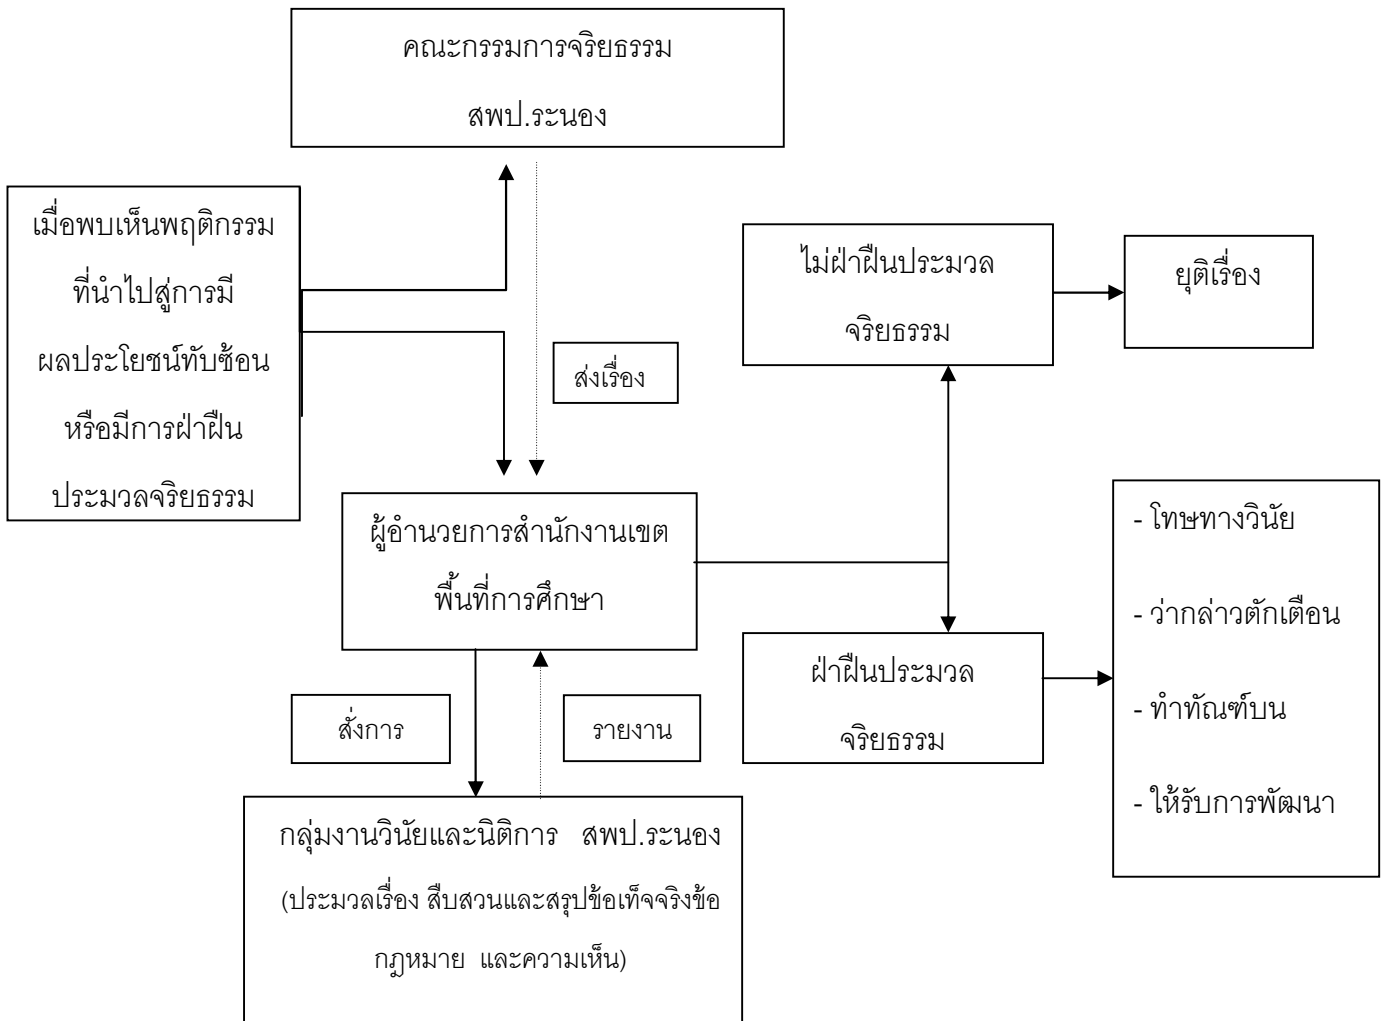 คณะกรรมการจริยธรรม
สพป.ระนอง
เมื่อพบเห็นพฤติกรรม
ที่นำไปสู่การมี
ผลประโยชน์ทับซ้อน
หรือมีการฝ่าฝืน
ประมวลจริยธรรม
ส่งเรื่อง
ไม่ฝ่าฝืนประมวล
จริยธรรม
ยุติเรื่อง
ผู้อำนวยการสำนักงานเขต
พื้นที่การศึกษา
สั่งการ
รายงาน
ฝ่าฝืนประมวล
จริยธรรม
- โทษทางวินัย
- ว่ากล่าวตักเตือน
- ทำทัณฑ์บน
- ให้รับการพัฒนา
กลุ่มงานวินัยและนิติการ สพป.ระนอง
(ประมวลเรื่อง สืบสวนและสรุปข้อเท็จจริงข้อ
กฎหมาย และความเห็น)